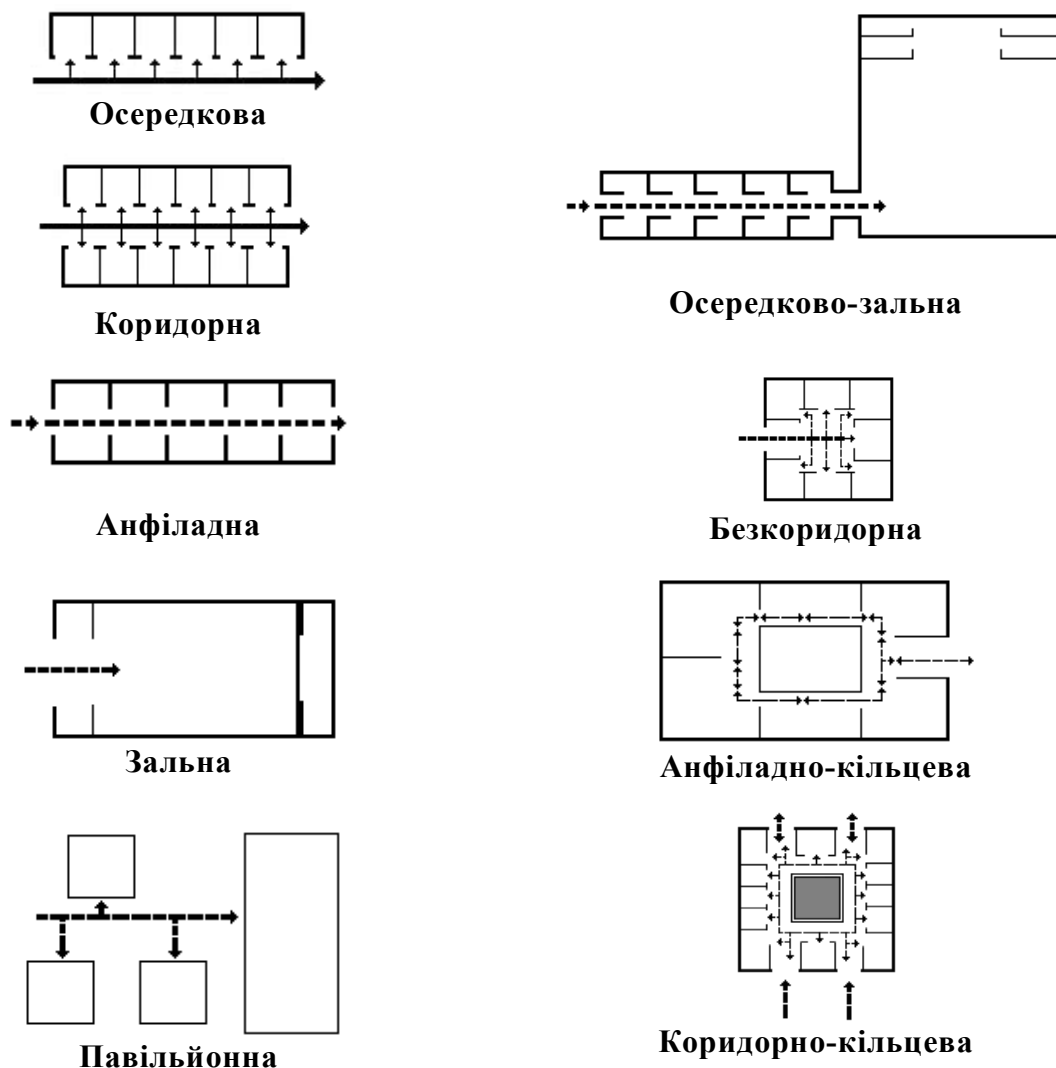 Осередкова
Коридорна
Осередково-зальна
Анфіладна
Безкоридорна
Зальна
Анфіладно-кільцева
Павільйонна
Коридорно-кільцева